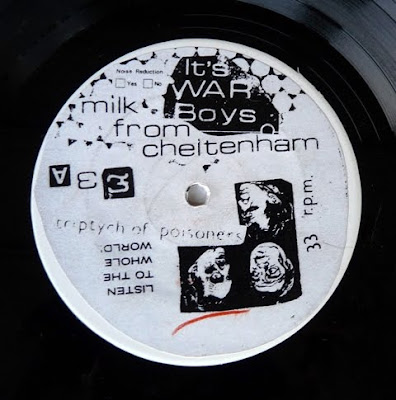 Noise Reduction
Yes No
It's
WAR
Boys
milk
from
cheltenham
£3 A
triptych of poisoners
LISTEN
TO THE
WHOLE
WORLD!
33 r.p.m.